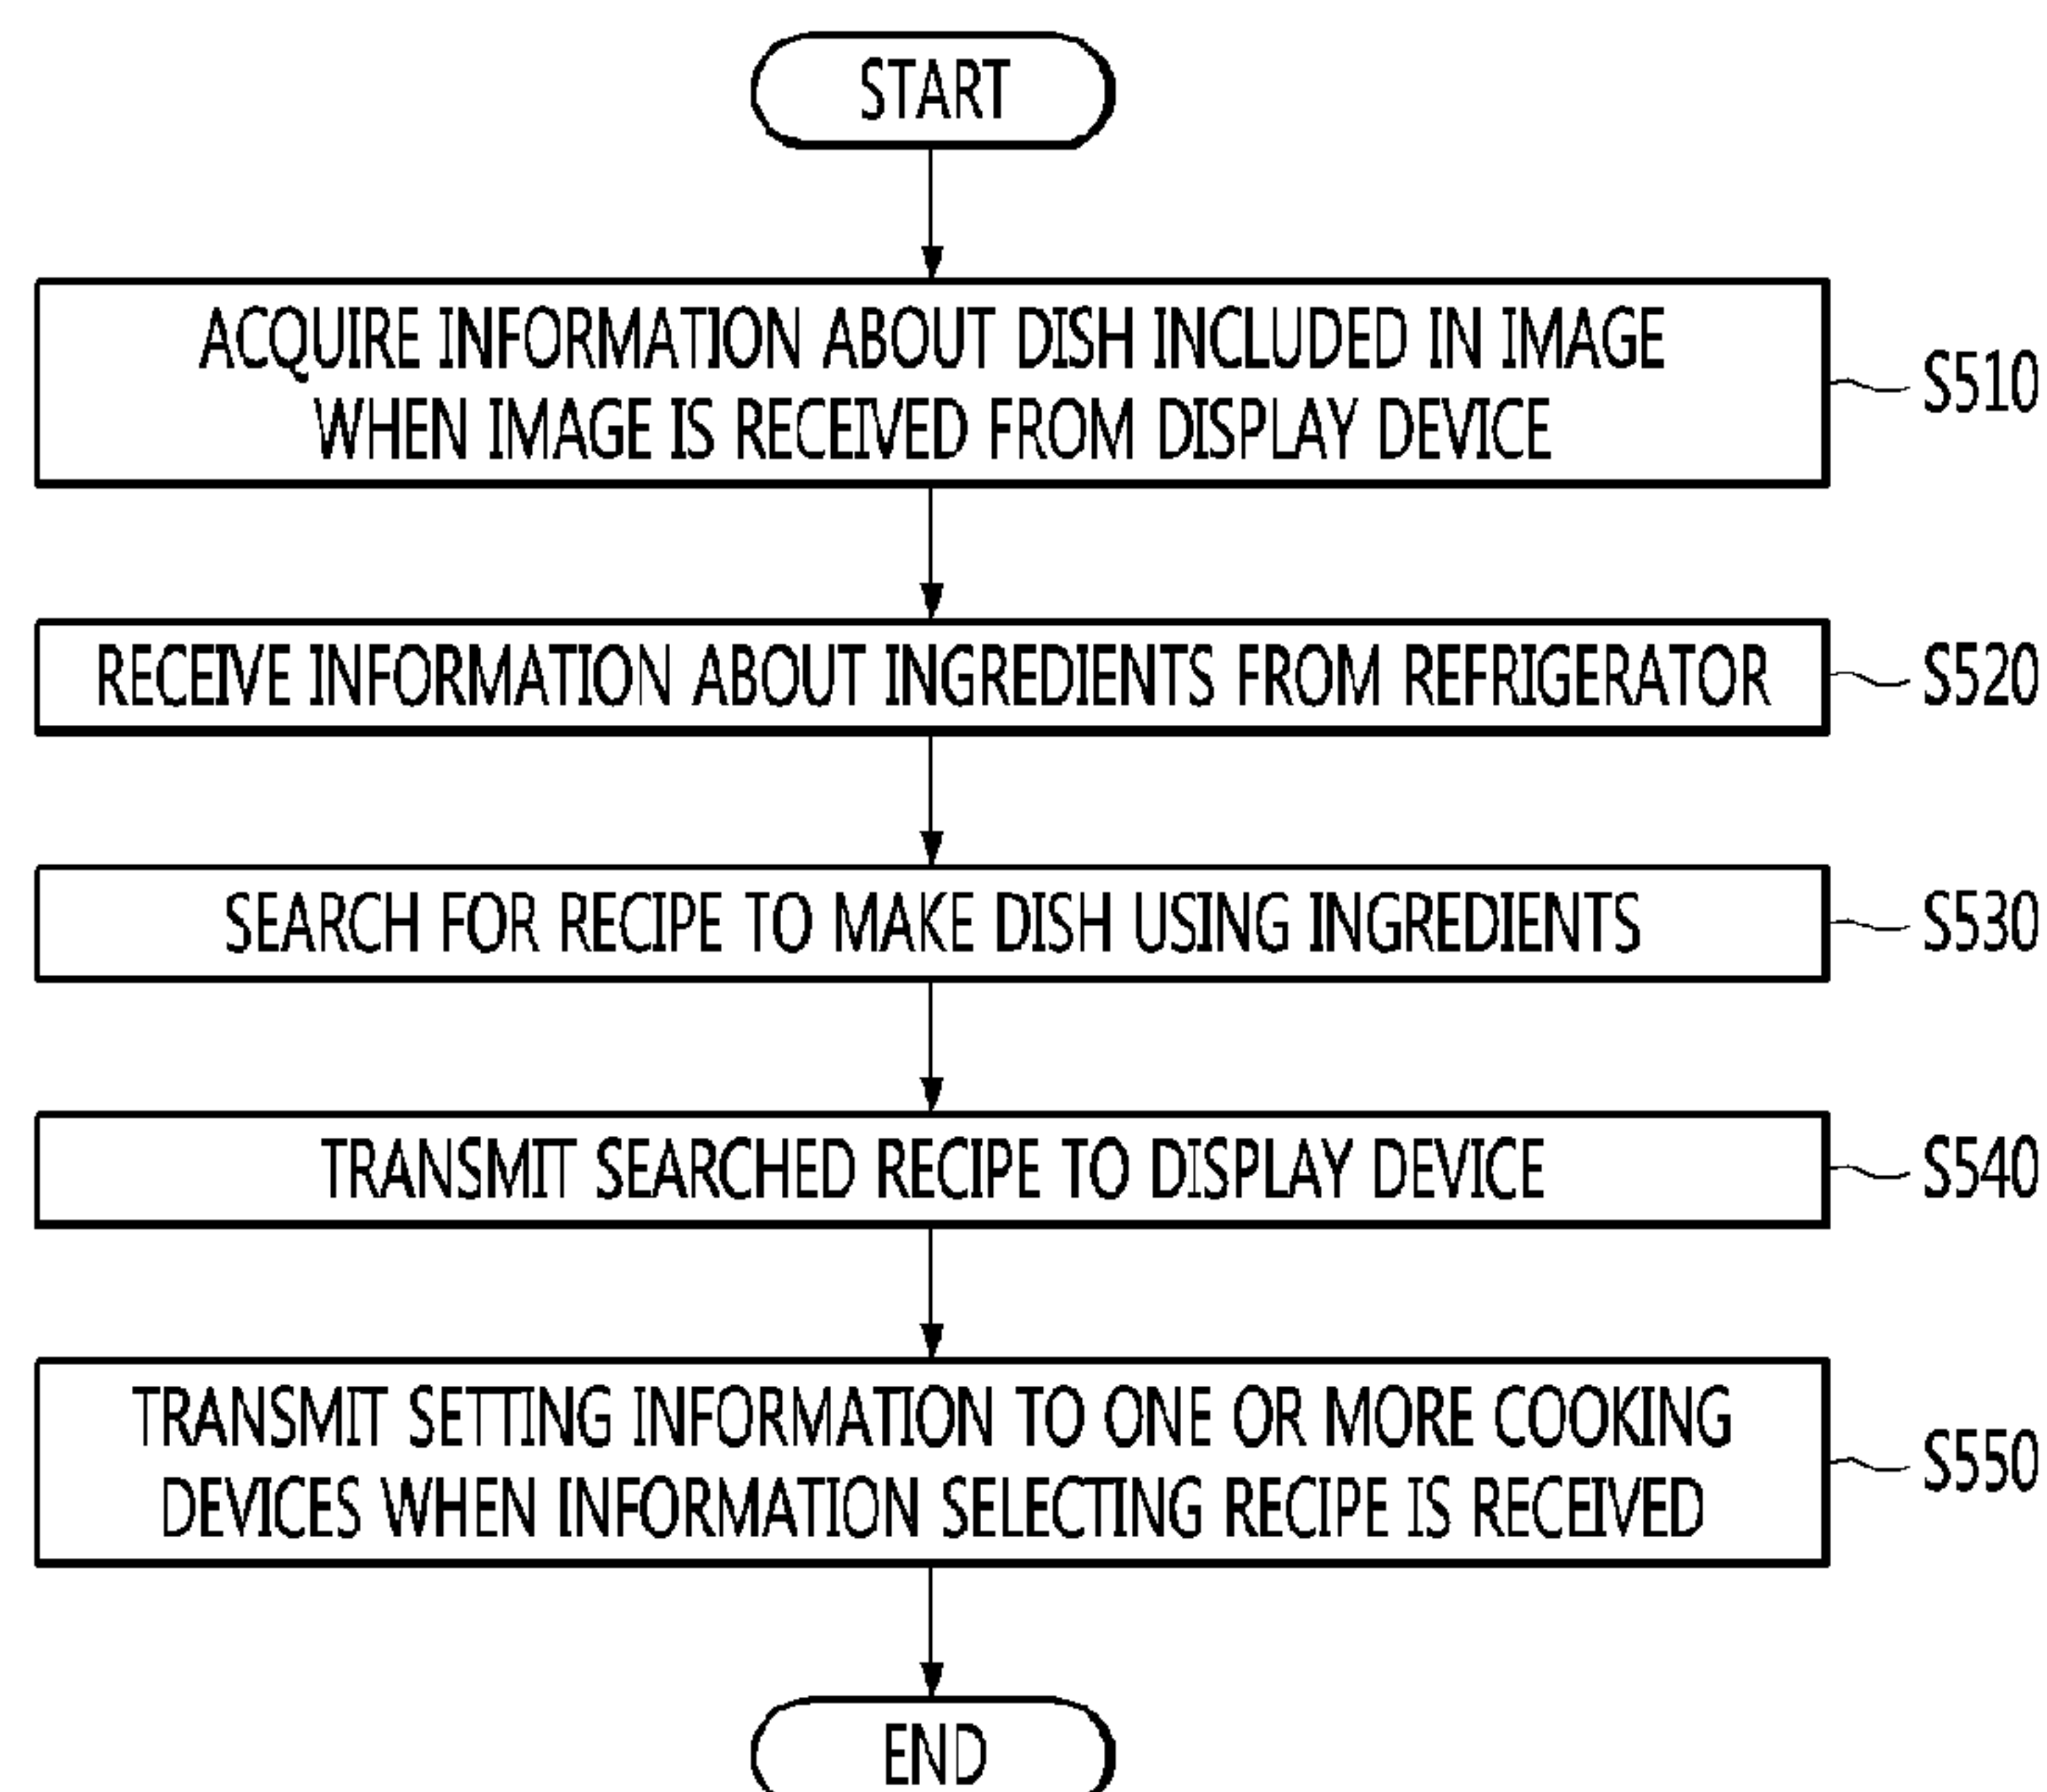 START
ACQUIRE INFORMATION ABOUT DISH INCLUDED IN IMAGE
WHEN IMAGE IS RECEIVED FROM DISPLAY DEVICE
S510
RECEIVE INFORMATION ABOUT INGREDIENTS FROM REFRIGERATOR
S520
SEARCH FOR RECIPE TO MAKE DISH USING INGREDIENTS
S530
TRANSMIT SEARCHED RECIPE TO DISPLAY DEVICE
S540
TRANSMIT SETTING INFORMATION TO ONE OR MORE COOKING
DEVICES WHEN INFORMATION SELECTING RECIPE IS RECEIVED
S550
END